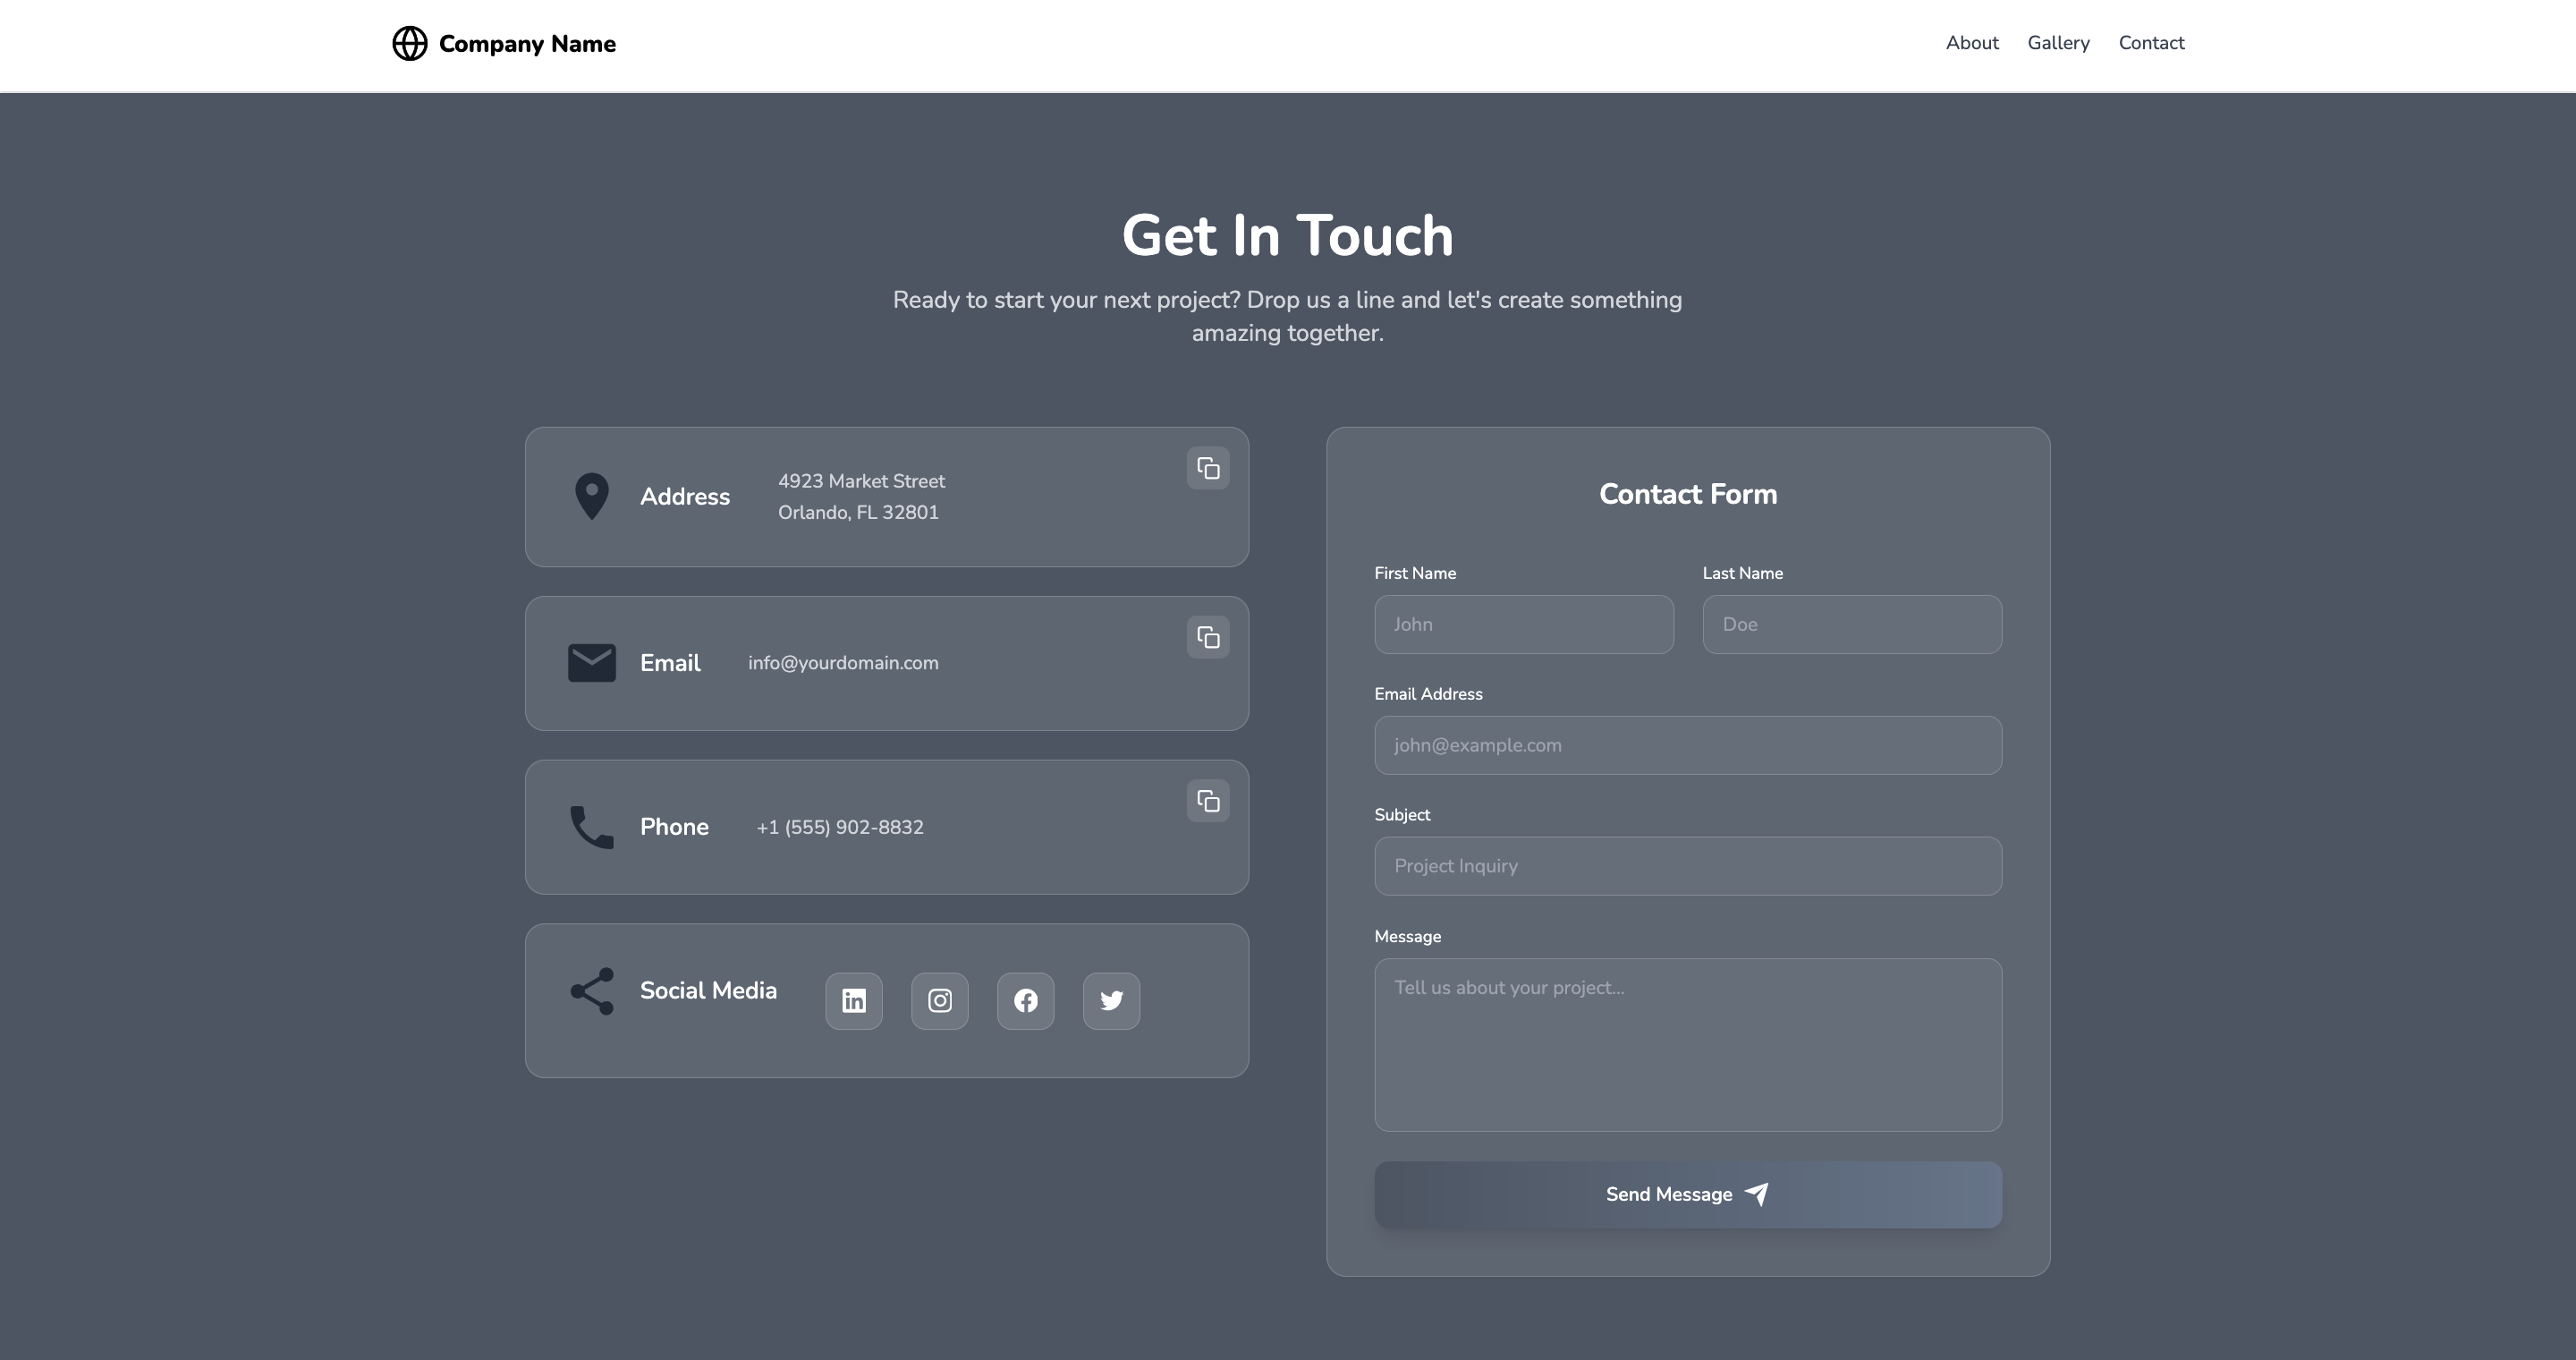 Company Name
About
Gallery
Contact
Get In Touch
Ready to start your next project? Drop us a line and let's create something
amazing together.
Address
4923 Market Street
Orlando, FL 32801
Email
info@yourdomain.com
Phone
+1 (555) 902-8832
Social Media
Contact Form
First Name
Last Name
John
Doe
Email Address
john@example.com
Subject
Project Inquiry
Message
Tell us about your project...
Send Message